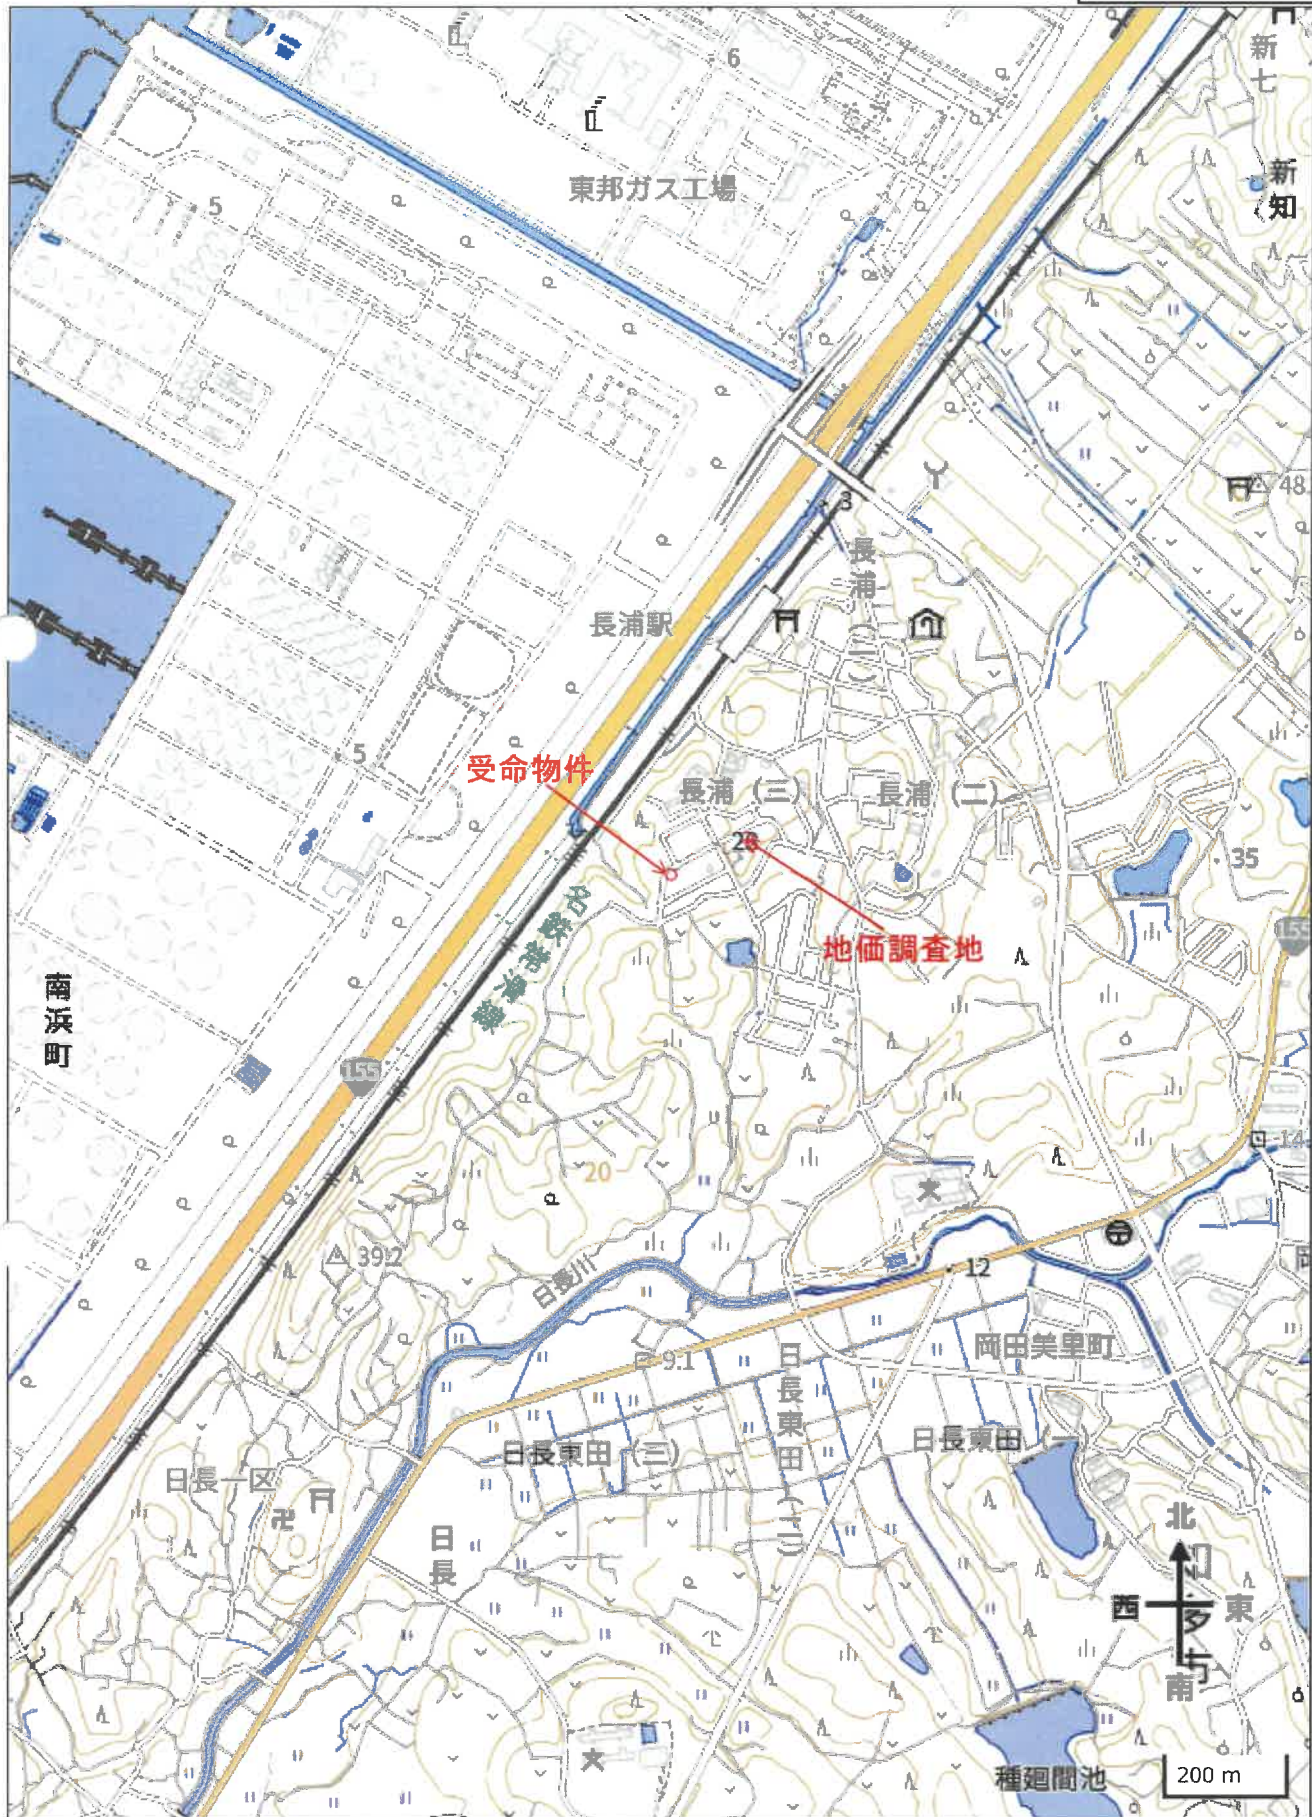 新七
6
新知
東邦ガス工場
5
48
3
長浦（一）
長浦駅
5
受命物件
長浦（三）
長浦（二）
35
地価調査地
155
名鉄常滑線
南浜町
155
14
20
39.2
日長川
12
岡田美里町
9.1
日長東田（二）
日長東田（三）
日長東田
日長一区
日長
北
西
東
南
種廻間池
200 m